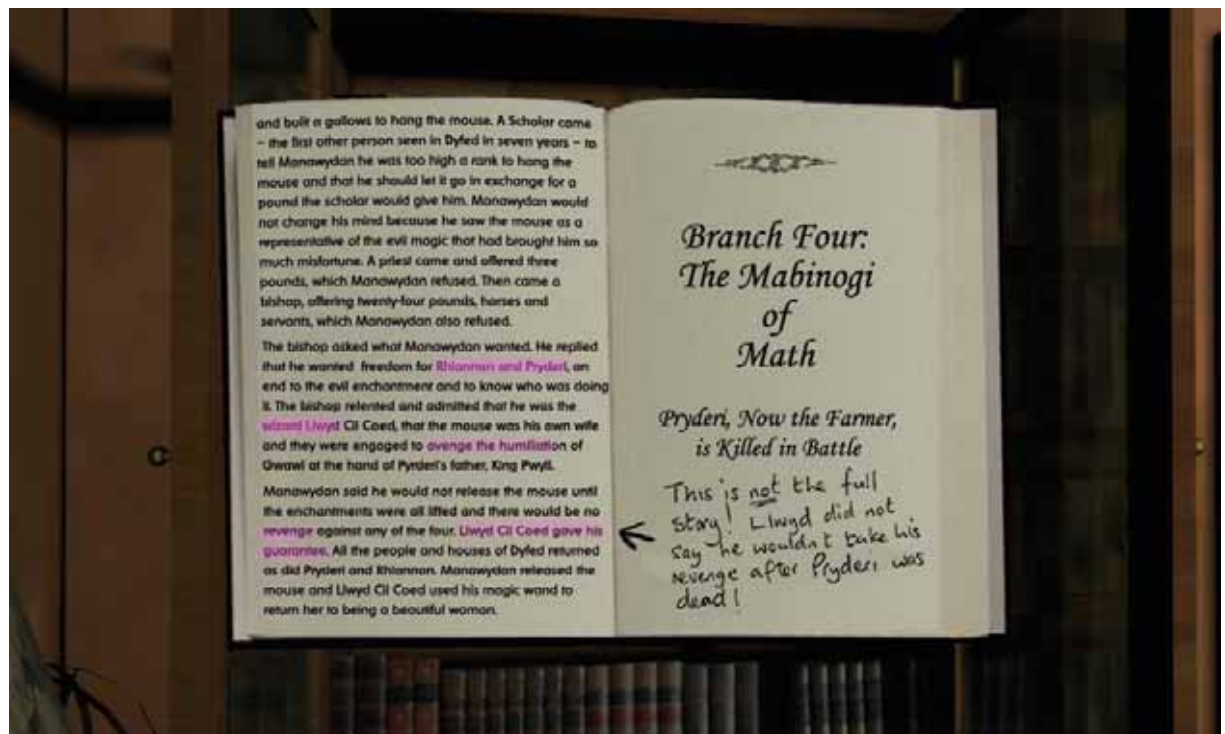 and built a gallows to hang the mouse. A Scholar came
– the first other person seen in Dyfed in seven years – to
tell Manawydan he was too high a rank to hang the
mouse and that he should let it go in exchange for a
pound the scholar would give him. Manawydan would
not change his mind because he saw the mouse as a
representative of the evil magic that had brought him so
much misfortune. A priest came and offered three
pounds, which Manawydan refused. Then came a
bishop, offering twenty-four pounds, horses and
servants, which Manawydan also refused.
The bishop asked what Manawydan wanted. He replied
that he wanted freedom for Rhiannon and Pryderi, an
end to the evil enchantment and to know who was doing
it. The bishop relented and admitted that he was the
wizard Llwyd Cil Coed, that the mouse was his own wife
and they were engaged to avenge the humiliation of
Gwawl at the hand of Pyrderi's father, King Pwyll.
Manawydan said he would not release the mouse until
the enchantments were all lifted and there would be no
revenge against any of the four. Llwyd Cil Coed gave his
guarantee. All the people and houses of Dyfed returned
as did Pryderi and Rhiannon. Manawydan released the
mouse and Llwyd Cil Coed used his magic wand to
return her to being a beautiful woman.
Branch Four:
The Mabinogi
of
Math
Pryderi, Now the Farmer,
is Killed in Battle
This is not the full
story! Llwyd did not
say he wouldn't take his
revenge after Pryderi was
dead!